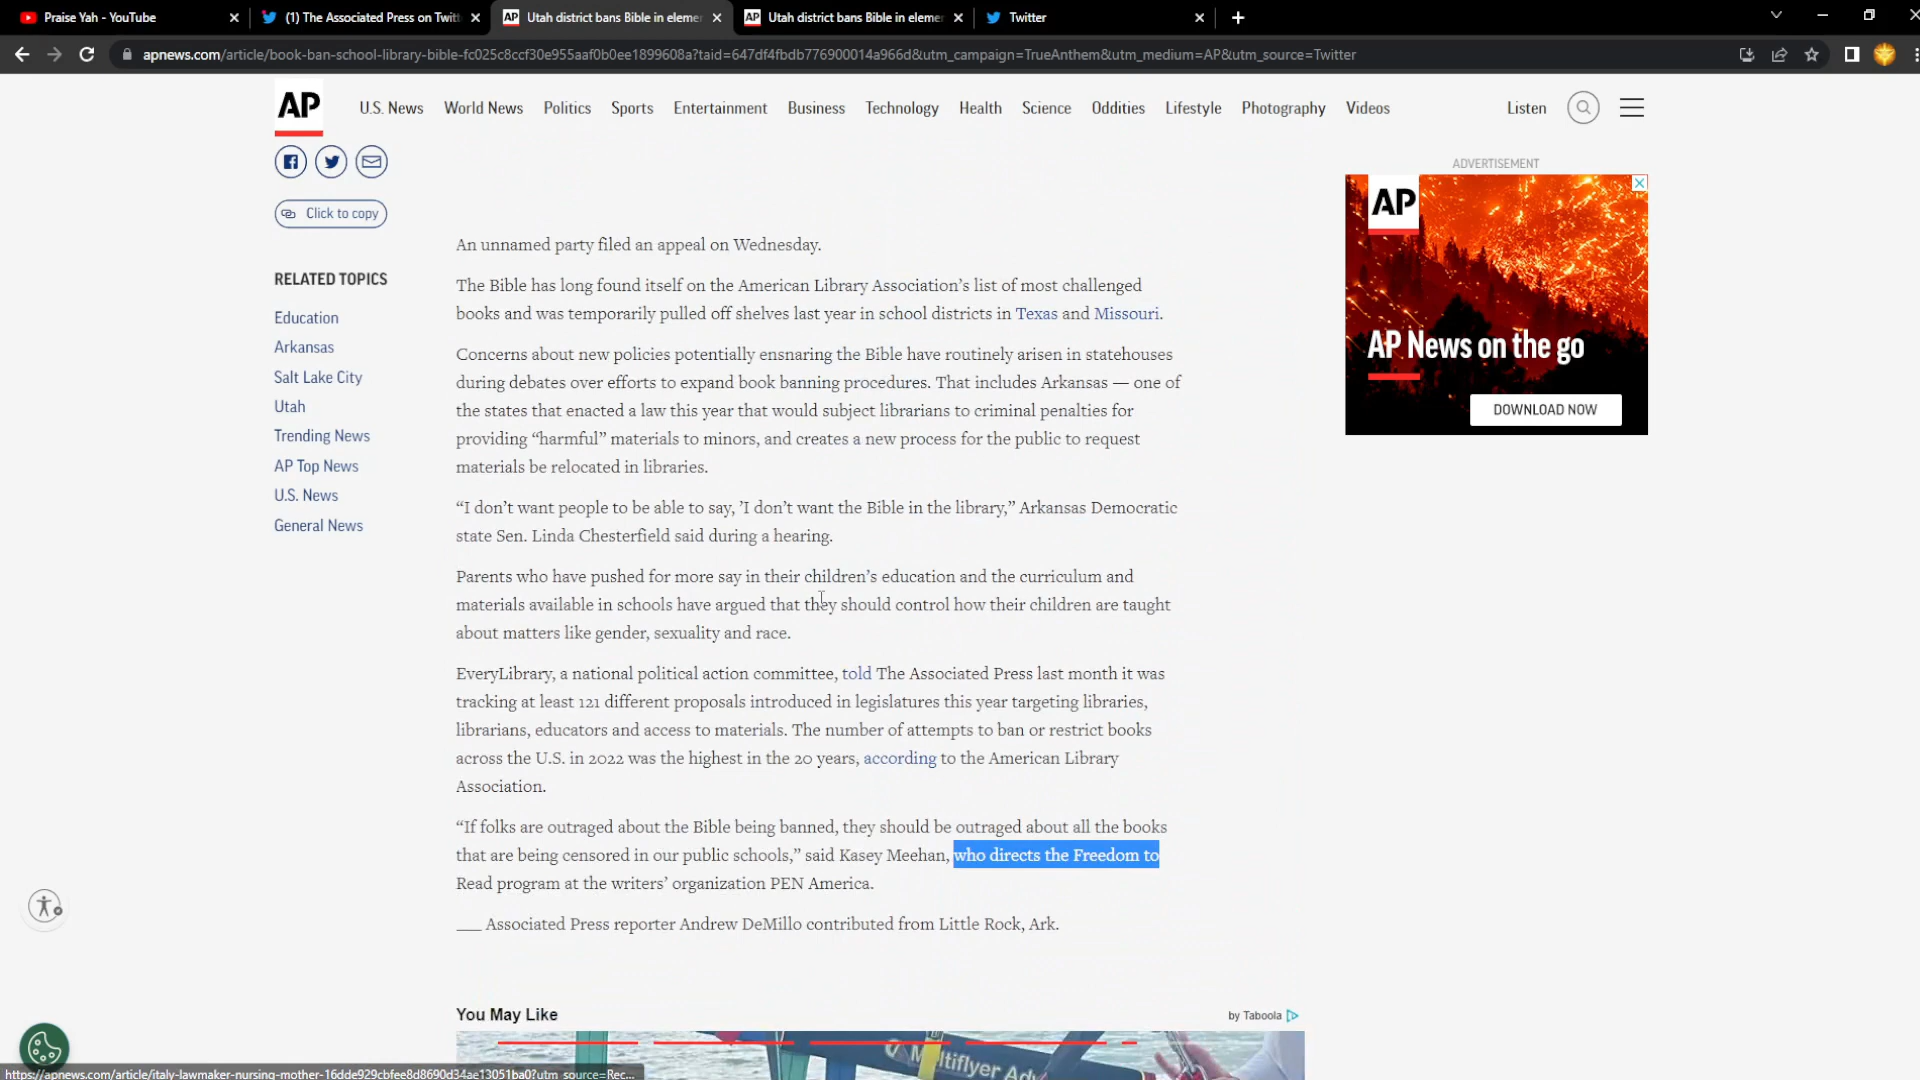 Praise Yah - YouTube
(1) The Associated Press on Twitt
Utah district bans Bible in elemen
Utah district bans Bible in elemen
Twitter
apnews.com/article/book-ban-school-library-bible-fc025c8ccf30e955aaf0b0ee1899608a?taid=647df4fbdb776900014a966d&utm_campaign=TrueAnthem&utm_medium=AP&utm_source=Twitter
AP
U.S. News World News Politics Sports Entertainment Business Technology Health Science Oddities Lifestyle Photography Videos Listen
Click to copy
RELATED TOPICS
Education
Arkansas
Salt Lake City
Utah
Trending News
AP Top News
U.S. News
General News
An unnamed party filed an appeal on Wednesday.
The Bible has long found itself on the American Library Association’s list of most challenged
books and was temporarily pulled off shelves last year in school districts in Texas and Missouri.
Concerns about new policies potentially ensnaring the Bible have routinely arisen in statehouses
during debates over efforts to expand book banning procedures. That includes Arkansas — one of
the states that enacted a law this year that would subject librarians to criminal penalties for
providing “harmful” materials to minors, and creates a new process for the public to request
materials be relocated in libraries.
“I don’t want people to be able to say, ’I don’t want the Bible in the library,” Arkansas Democratic
state Sen. Linda Chesterfield said during a hearing.
Parents who have pushed for more say in their children’s education and the curriculum and
materials available in schools have argued that they should control how their children are taught
about matters like gender, sexuality and race.
EveryLibrary, a national political action committee, told The Associated Press last month it was
tracking at least 121 different proposals introduced in legislatures this year targeting libraries,
librarians, educators and access to materials. The number of attempts to ban or restrict books
across the U.S. in 2022 was the highest in the 20 years, according to the American Library
Association.
“If folks are outraged about the Bible being banned, they should be outraged about all the books
that are being censored in our public schools,” said Kasey Meehan, who directs the Freedom to
Read program at the writers’ organization PEN America.
___ Associated Press reporter Andrew DeMillo contributed from Little Rock, Ark.
ADVERTISEMENT
AP
AP News on the go
DOWNLOAD NOW
You May Like
by Taboola
Multiflyer Adv
https://apnews.com/article/italy-lawmaker-nursing-mother-16dde929cbfee8d8690d34ae13051ba0?utm_source=Rec...